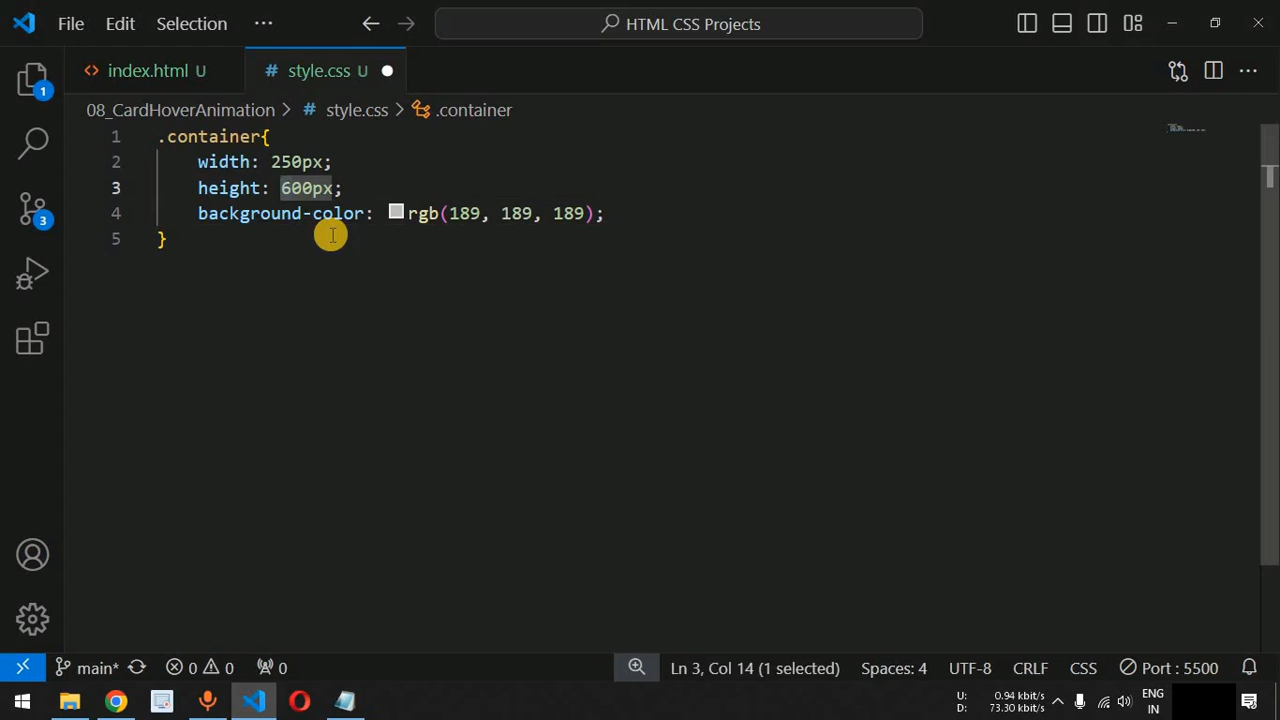 File Edit Selection ···
HTML CSS Projects
index.html U
# style.css U
08_CardHoverAnimation > # style.css > .container
1 .container{
2 width: 250px;
3 height: 600px;
4 background-color: rgb(189, 189, 189);
5 }
1
3
main*
0 0
0
Ln 3, Col 14 (1 selected)
Spaces: 4
UTF-8
CRLF
CSS
Port : 5500
U: 0.94 kbit/s
D: 73.30 kbit/s
ENG
IN